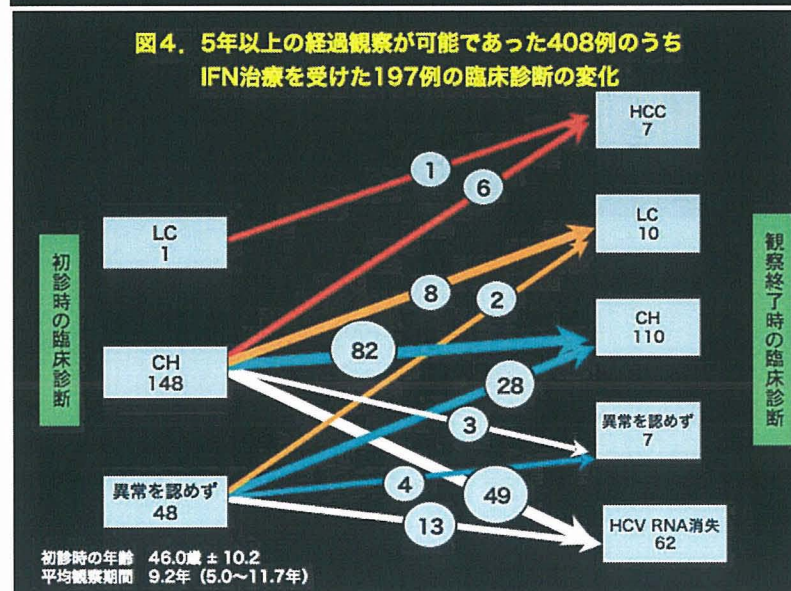 図４．５年以上の経過観察が可能であった408例のうち
IFN治療を受けた197例の臨床診断の変化
初診時の臨床診断
LC
1
CH
148
異常を認めず
48
1
6
8
2
82
28
3
4
49
13
HCC
7
LC
10
CH
110
異常を認めず
7
HCV RNA消失
62
観察終了時の臨床診断
初診時の年齢　46.0歳 ± 10.2
平均観察期間　9.2年（5.0〜11.7年）